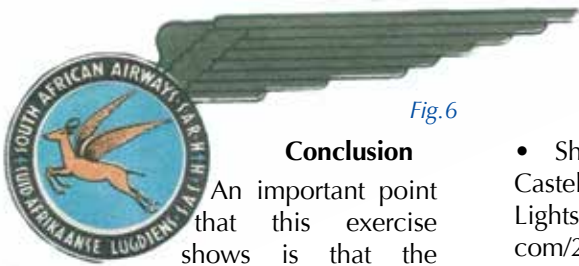 SOUTH AFRICAN AIRWAYS·S.A.R.H.
SUID-AFRIKAANSE LUGDIENS·S.A.S.H.
Fig.6
Conclusion
An important point
that this exercise
shows is that the
• Sh
Castel
Lights
com/2